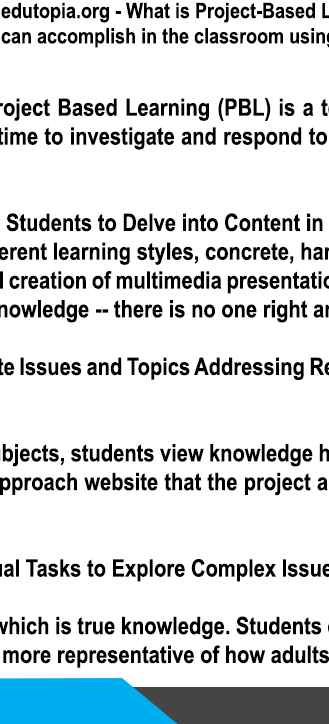 edutopia.org - What is Project-Based L
can accomplish in the classroom using
roject Based Learning (PBL) is a t
time to investigate and respond to
Students to Delve into Content in
erent learning styles, concrete, har
creation of multimedia presentatio
nowledge -- there is no one right a
te Issues and Topics Addressing Re
bjects, students view knowledge h
pproach website that the project a
ual Tasks to Explore Complex Issue
which is true knowledge. Students
more representative of how adults